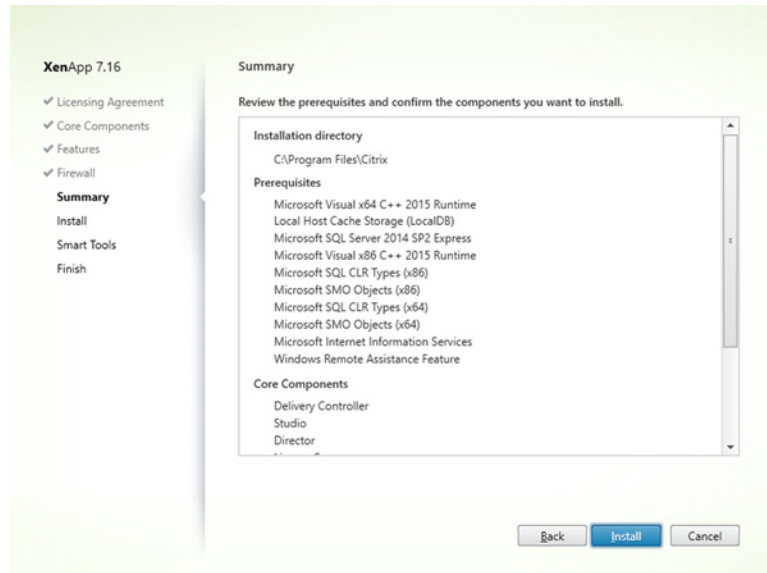 XenApp 7.16
Licensing Agreement
Core Components
Features
Firewall
Summary
Install
Smart Tools
Finish
Summary
Review the prerequisites and confirm the components you want to install.
Installation directory
C:\Program Files\Citrix
Prerequisites
Microsoft Visual x64 C++ 2015 Runtime
Local Host Cache Storage (LocalDB)
Microsoft SQL Server 2014 SP2 Express
Microsoft Visual x86 C++ 2015 Runtime
Microsoft SQL CLR Types (x86)
Microsoft SMO Objects (x86)
Microsoft SQL CLR Types (x64)
Microsoft SMO Objects (x64)
Microsoft Internet Information Services
Windows Remote Assistance Feature
Core Components
Delivery Controller
Studio
Director
Back Install Cancel